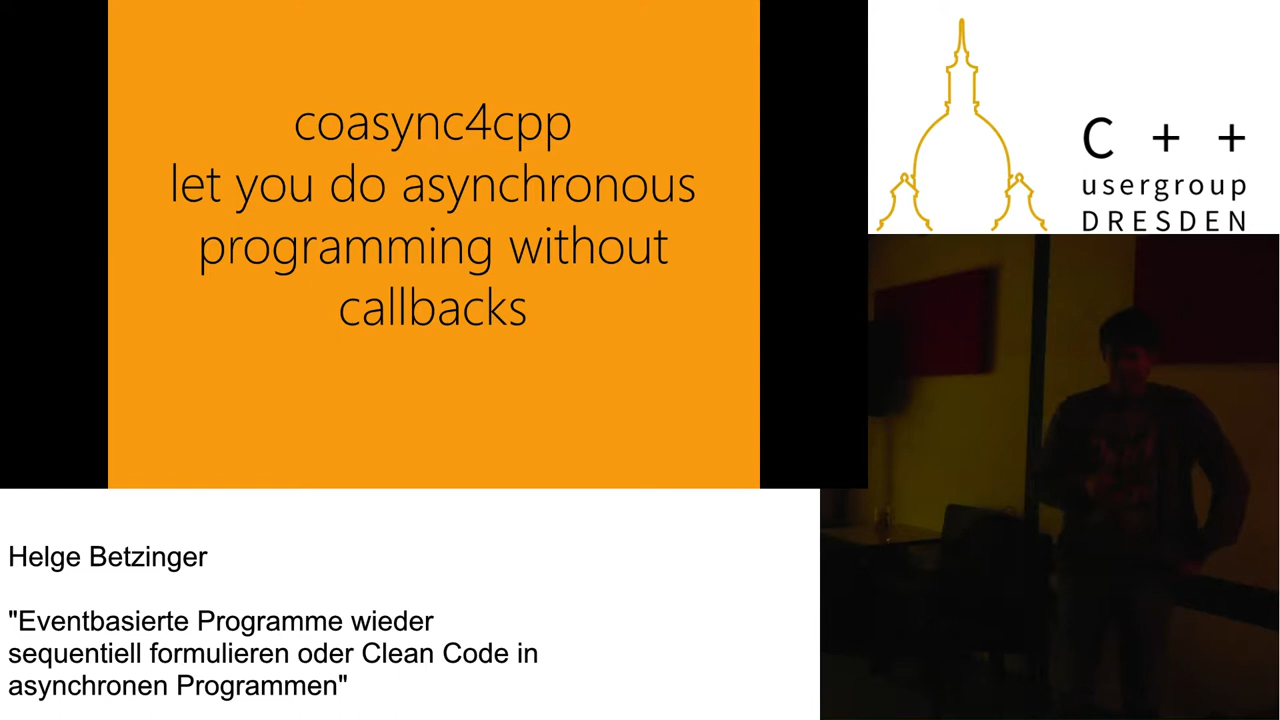 coasync4cpp
let you do asynchronous
programming without
callbacks
C + +
usergroup
DRESDEN
Helge Betzinger
"Eventbasierte Programme wieder
sequentiell formulieren oder Clean Code in
asynchronen Programmen"